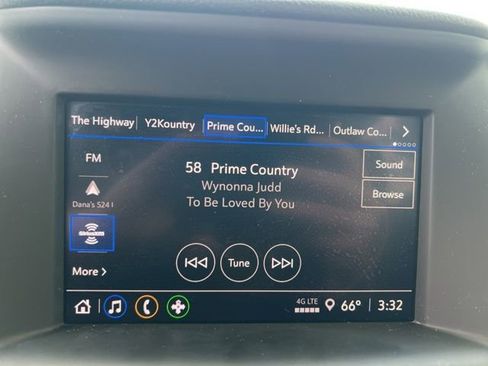 The Highway Y2Kountry Prime Cou... Willie's Rd... Outlaw Co...
FM
58 Prime Country
Sound
Wynonna Judd
Browse
Dana's 524 I
To Be Loved By You
SiriusXM
Tune
More
4G LTE
66° 3:32